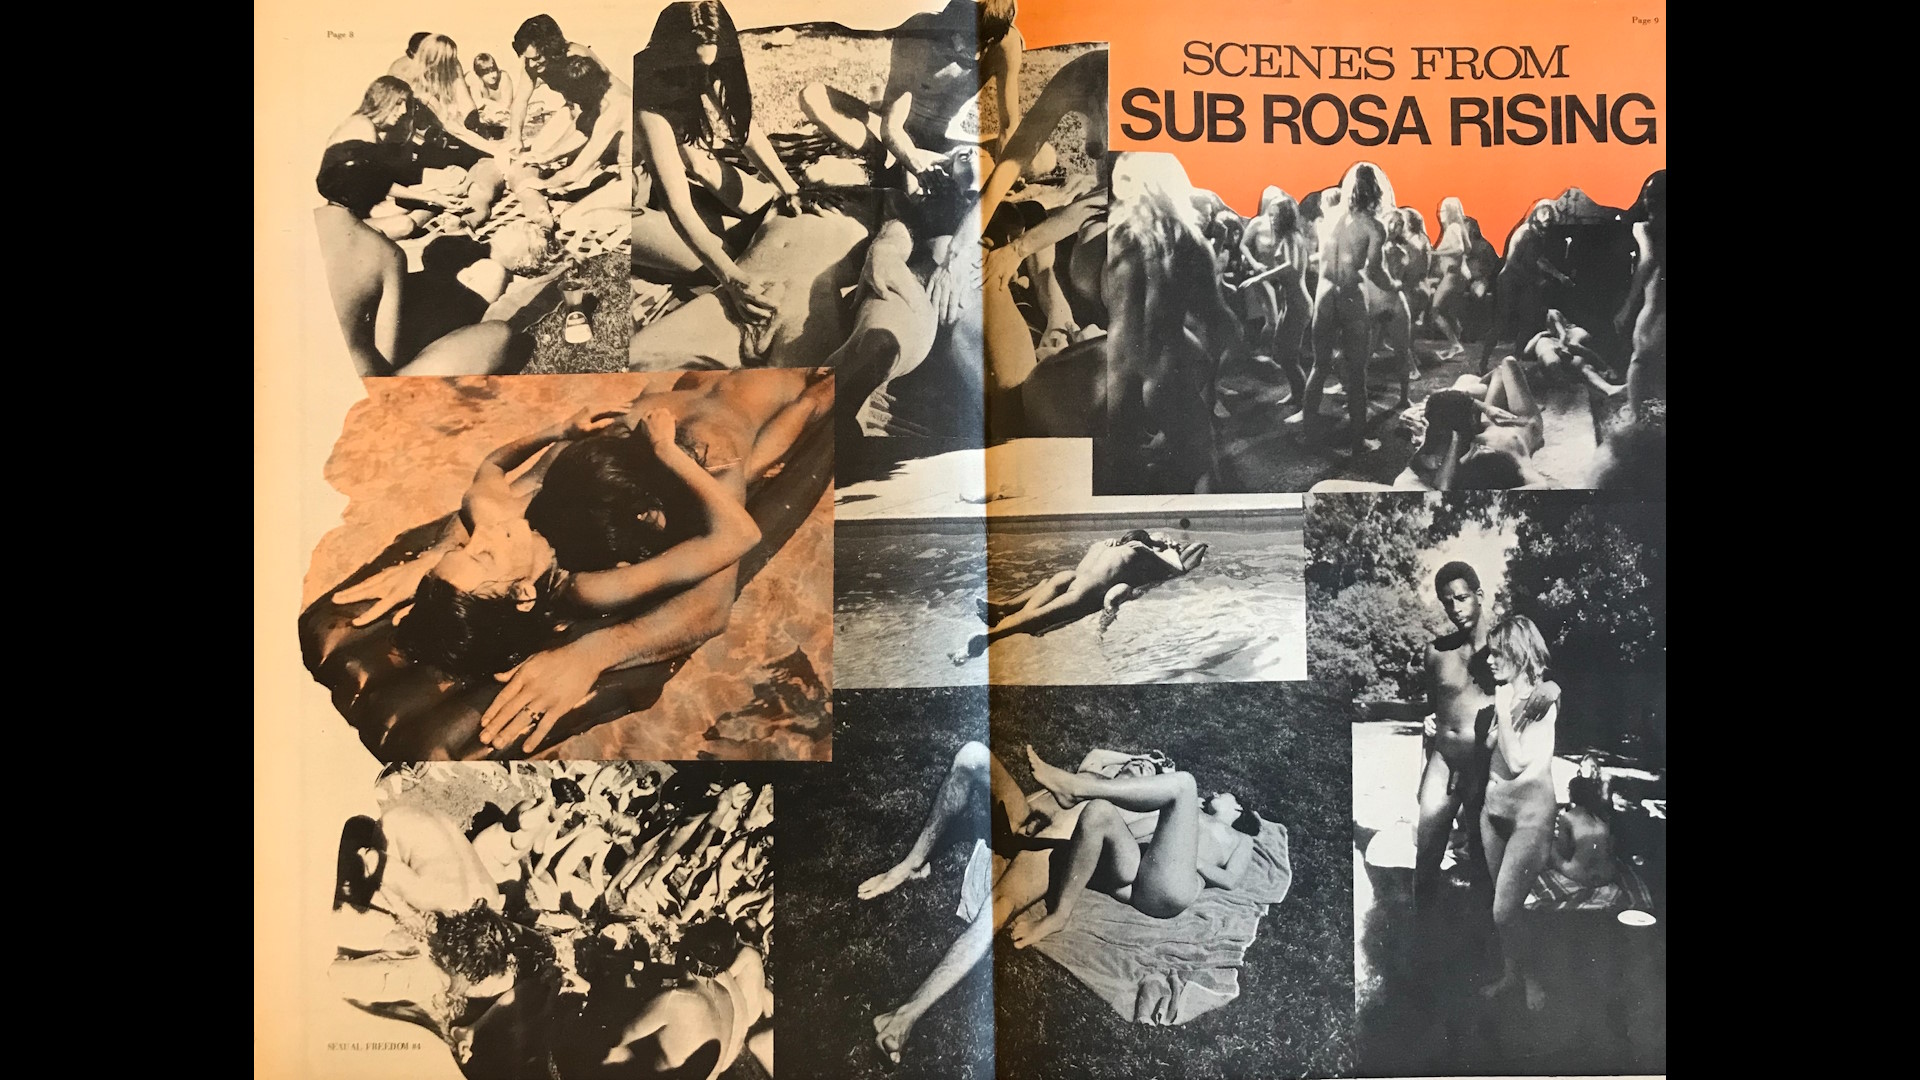 Page 8
Page 9
SCENES FROM
SUB ROSA RISING
SEXUAL FREEDOM #4